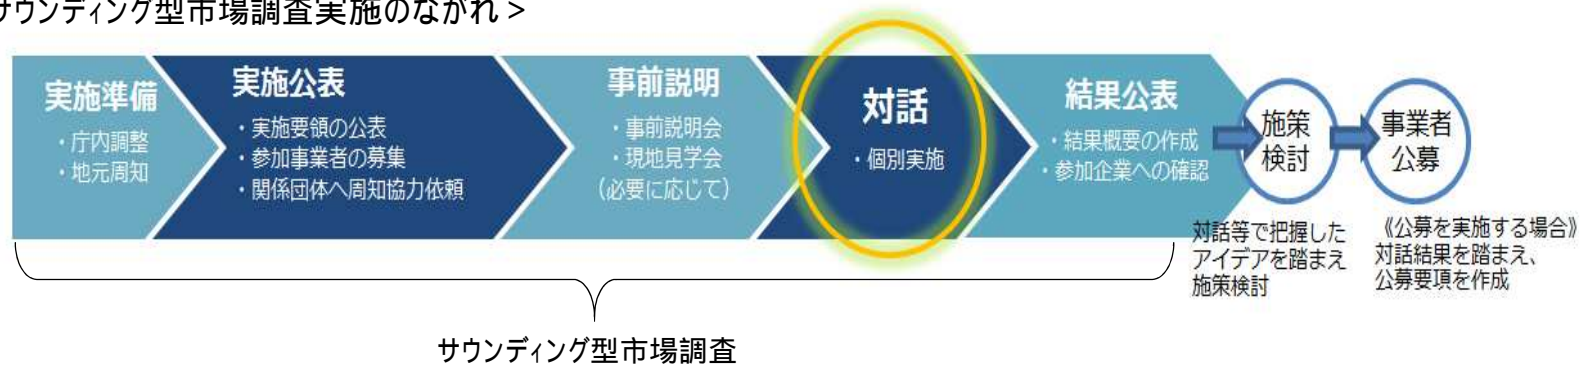 サウンディング型市場調査実施のながれ＞
実施準備
・庁内調整
・地元周知
実施公表
・実施要領の公表
・参加事業者の募集
・関係団体へ周知協力依頼
事前説明
・事前説明会
・現地見学会
（必要に応じて）
対話
・個別実施
結果公表
・結果概要の作成
・参加企業への確認
施策
検討
事業者
公募
対話等で把握した
アイデアを踏まえ
施策検討
《公募を実施する場合》
対話結果を踏まえ、
公募要項を作成
サウンディング型市場調査